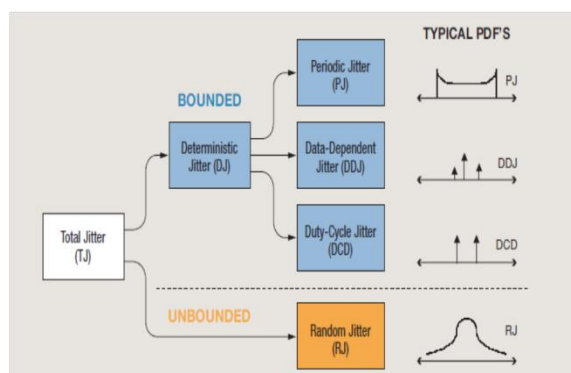 TYPICAL PDF'S
Periodic Jitter
(PJ)
PJ
BOUNDED
Deterministic
Jitter (DJ)
Data-Dependent
Jitter (DDJ)
DDJ
Duty-Cycle Jitter
(DCD)
DCD
Total Jitter
(TJ)
UNBOUNDED
Random Jitter
(RJ)
RJ